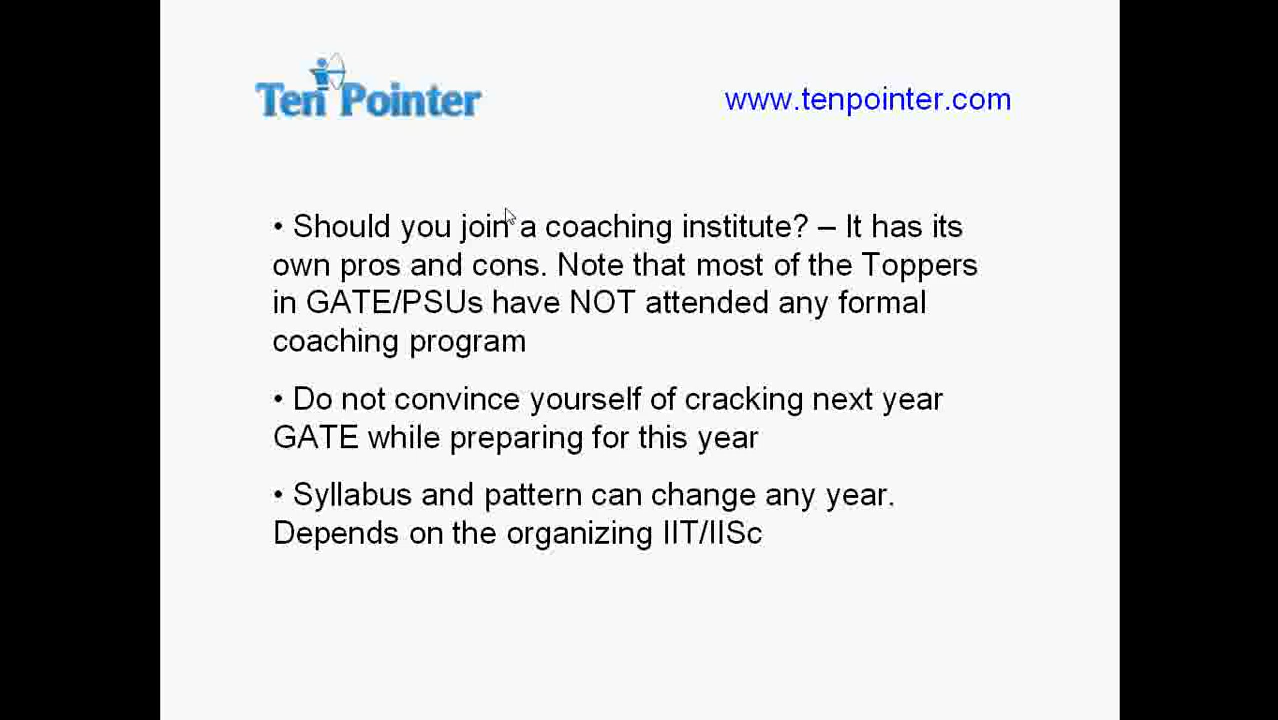 Ten Pointer
www.tenpointer.com
• Should you join a coaching institute? – It has its
own pros and cons. Note that most of the Toppers
in GATE/PSUs have NOT attended any formal
coaching program
• Do not convince yourself of cracking next year
GATE while preparing for this year
• Syllabus and pattern can change any year.
Depends on the organizing IIT/IISc